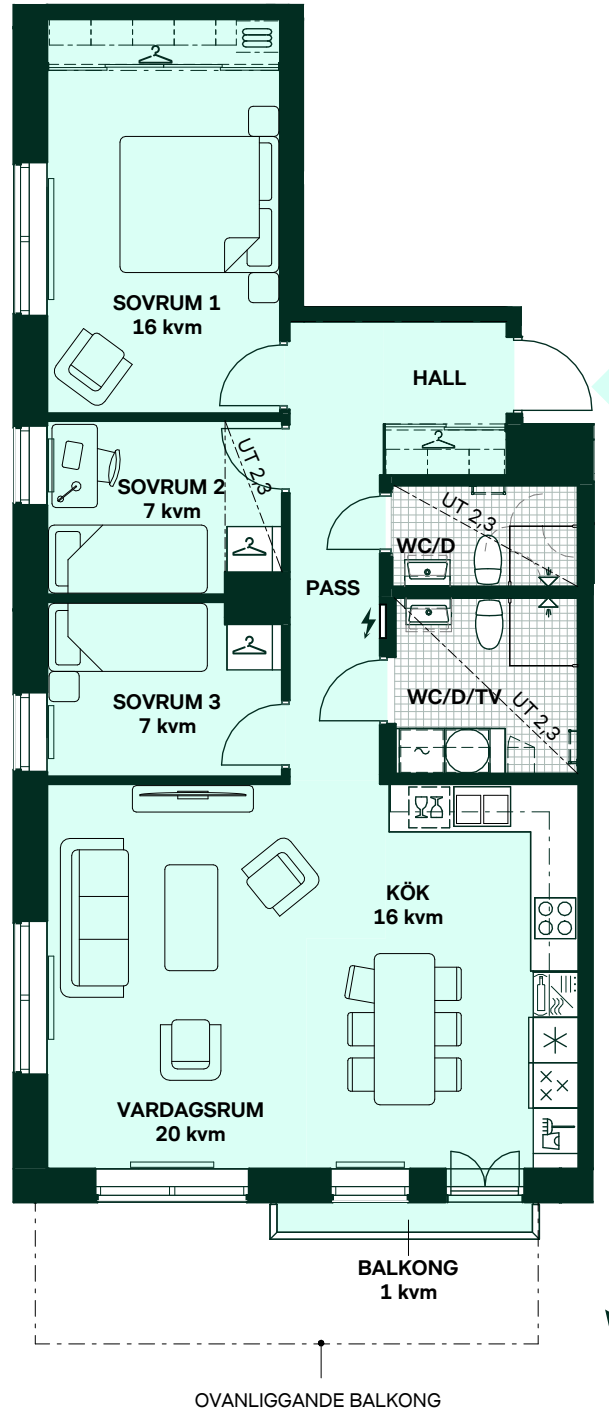 SOVRUM 1
16 kvm
HALL
SOVRUM 2
7 kvm
UT 2,3
UT 2,3
WC/D
PASS
SOVRUM 3
7 kvm
WC/D/TV
UT 2,3
KÖK
16 kvm
VARDAGSRUM
20 kvm
BALKONG
1 kvm
OVANLIGGANDE BALKONG